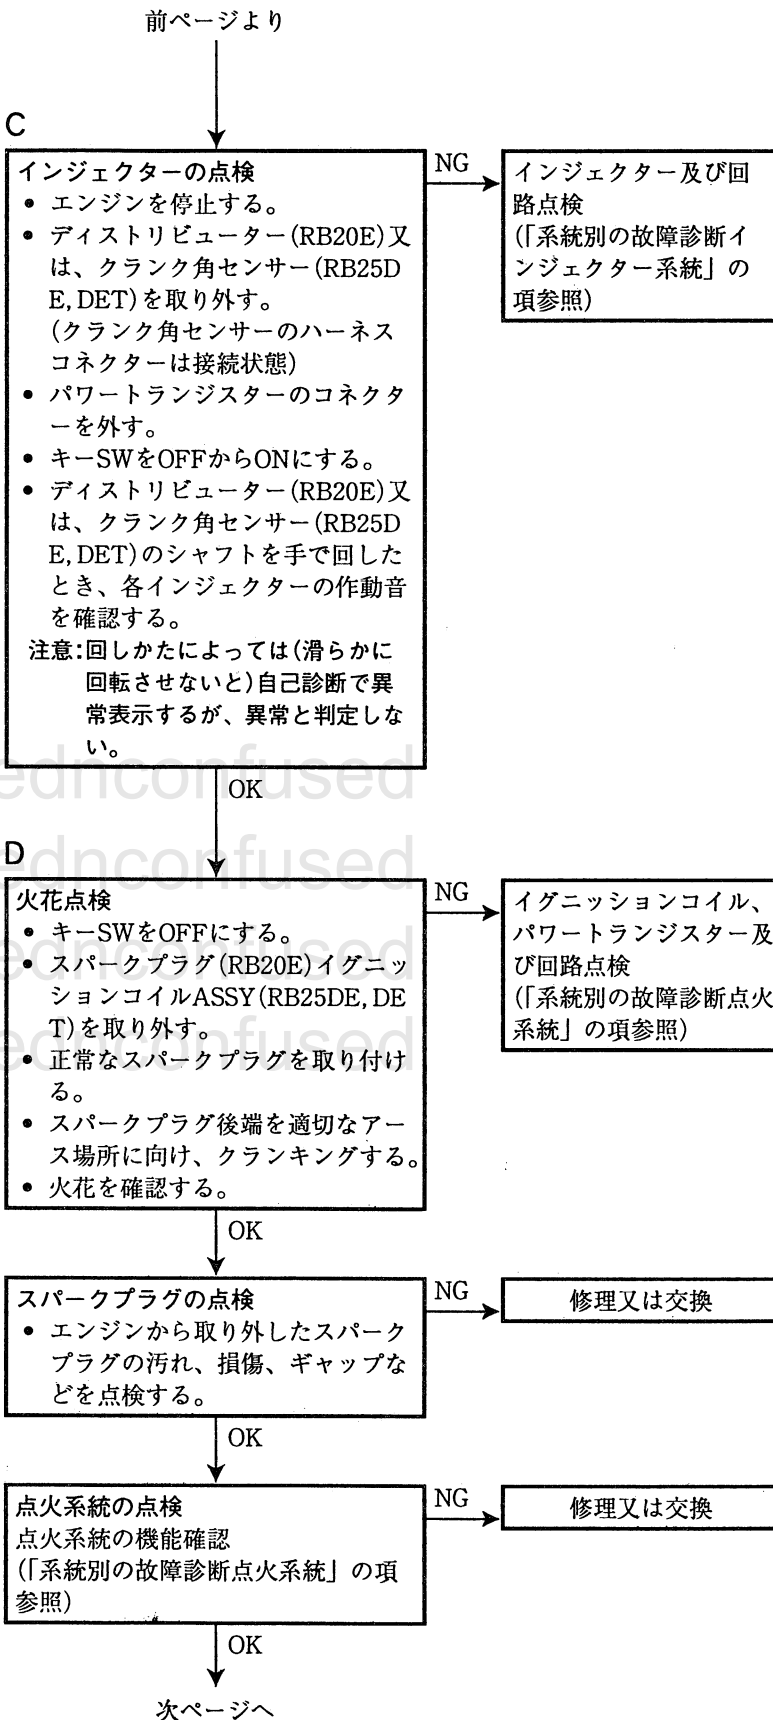 前ページより
C
インジェクターの点検
• エンジンを停止する。
• ディストリビューター(RB20E)又
は、クランク角センサー(RB25D
E, DET)を取り外す。
(クランク角センサーのハーネス
コネクターは接続状態)
• パワートランジスターのコネクタ
ーを外す。
• キーSWをOFFからONにする。
• ディストリビューター(RB20E)又
は、クランク角センサー(RB25D
E, DET)のシャフトを手で回した
とき、各インジェクターの作動音
を確認する。
注意:回しかたによっては(滑らかに
回転させないと)自己診断で異
常表示するが、異常と判定しな
い。
NG
インジェクター及び回
路点検
(「系統別の故障診断イ
ンジェクター系統」の
項参照)
OK
D
火花点検
• キーSWをOFFにする。
• スパークプラグ(RB20E)イグニッ
ションコイルASSY(RB25DE, DE
T)を取り外す。
• 正常なスパークプラグを取り付け
る。
• スパークプラグ後端を適切なアー
ス場所に向け、クランキングする。
• 火花を確認する。
NG
イグニッションコイル、
パワートランジスター及
び回路点検
(「系統別の故障診断点火
系統」の項参照)
OK
スパークプラグの点検
• エンジンから取り外したスパーク
プラグの汚れ、損傷、ギャップな
どを点検する。
NG
修理又は交換
OK
点火系統の点検
点火系統の機能確認
(「系統別の故障診断点火系統」の項
参照)
NG
修理又は交換
OK
次ページへ
ednconfused
ednconfused
ednconfused
ednconfused